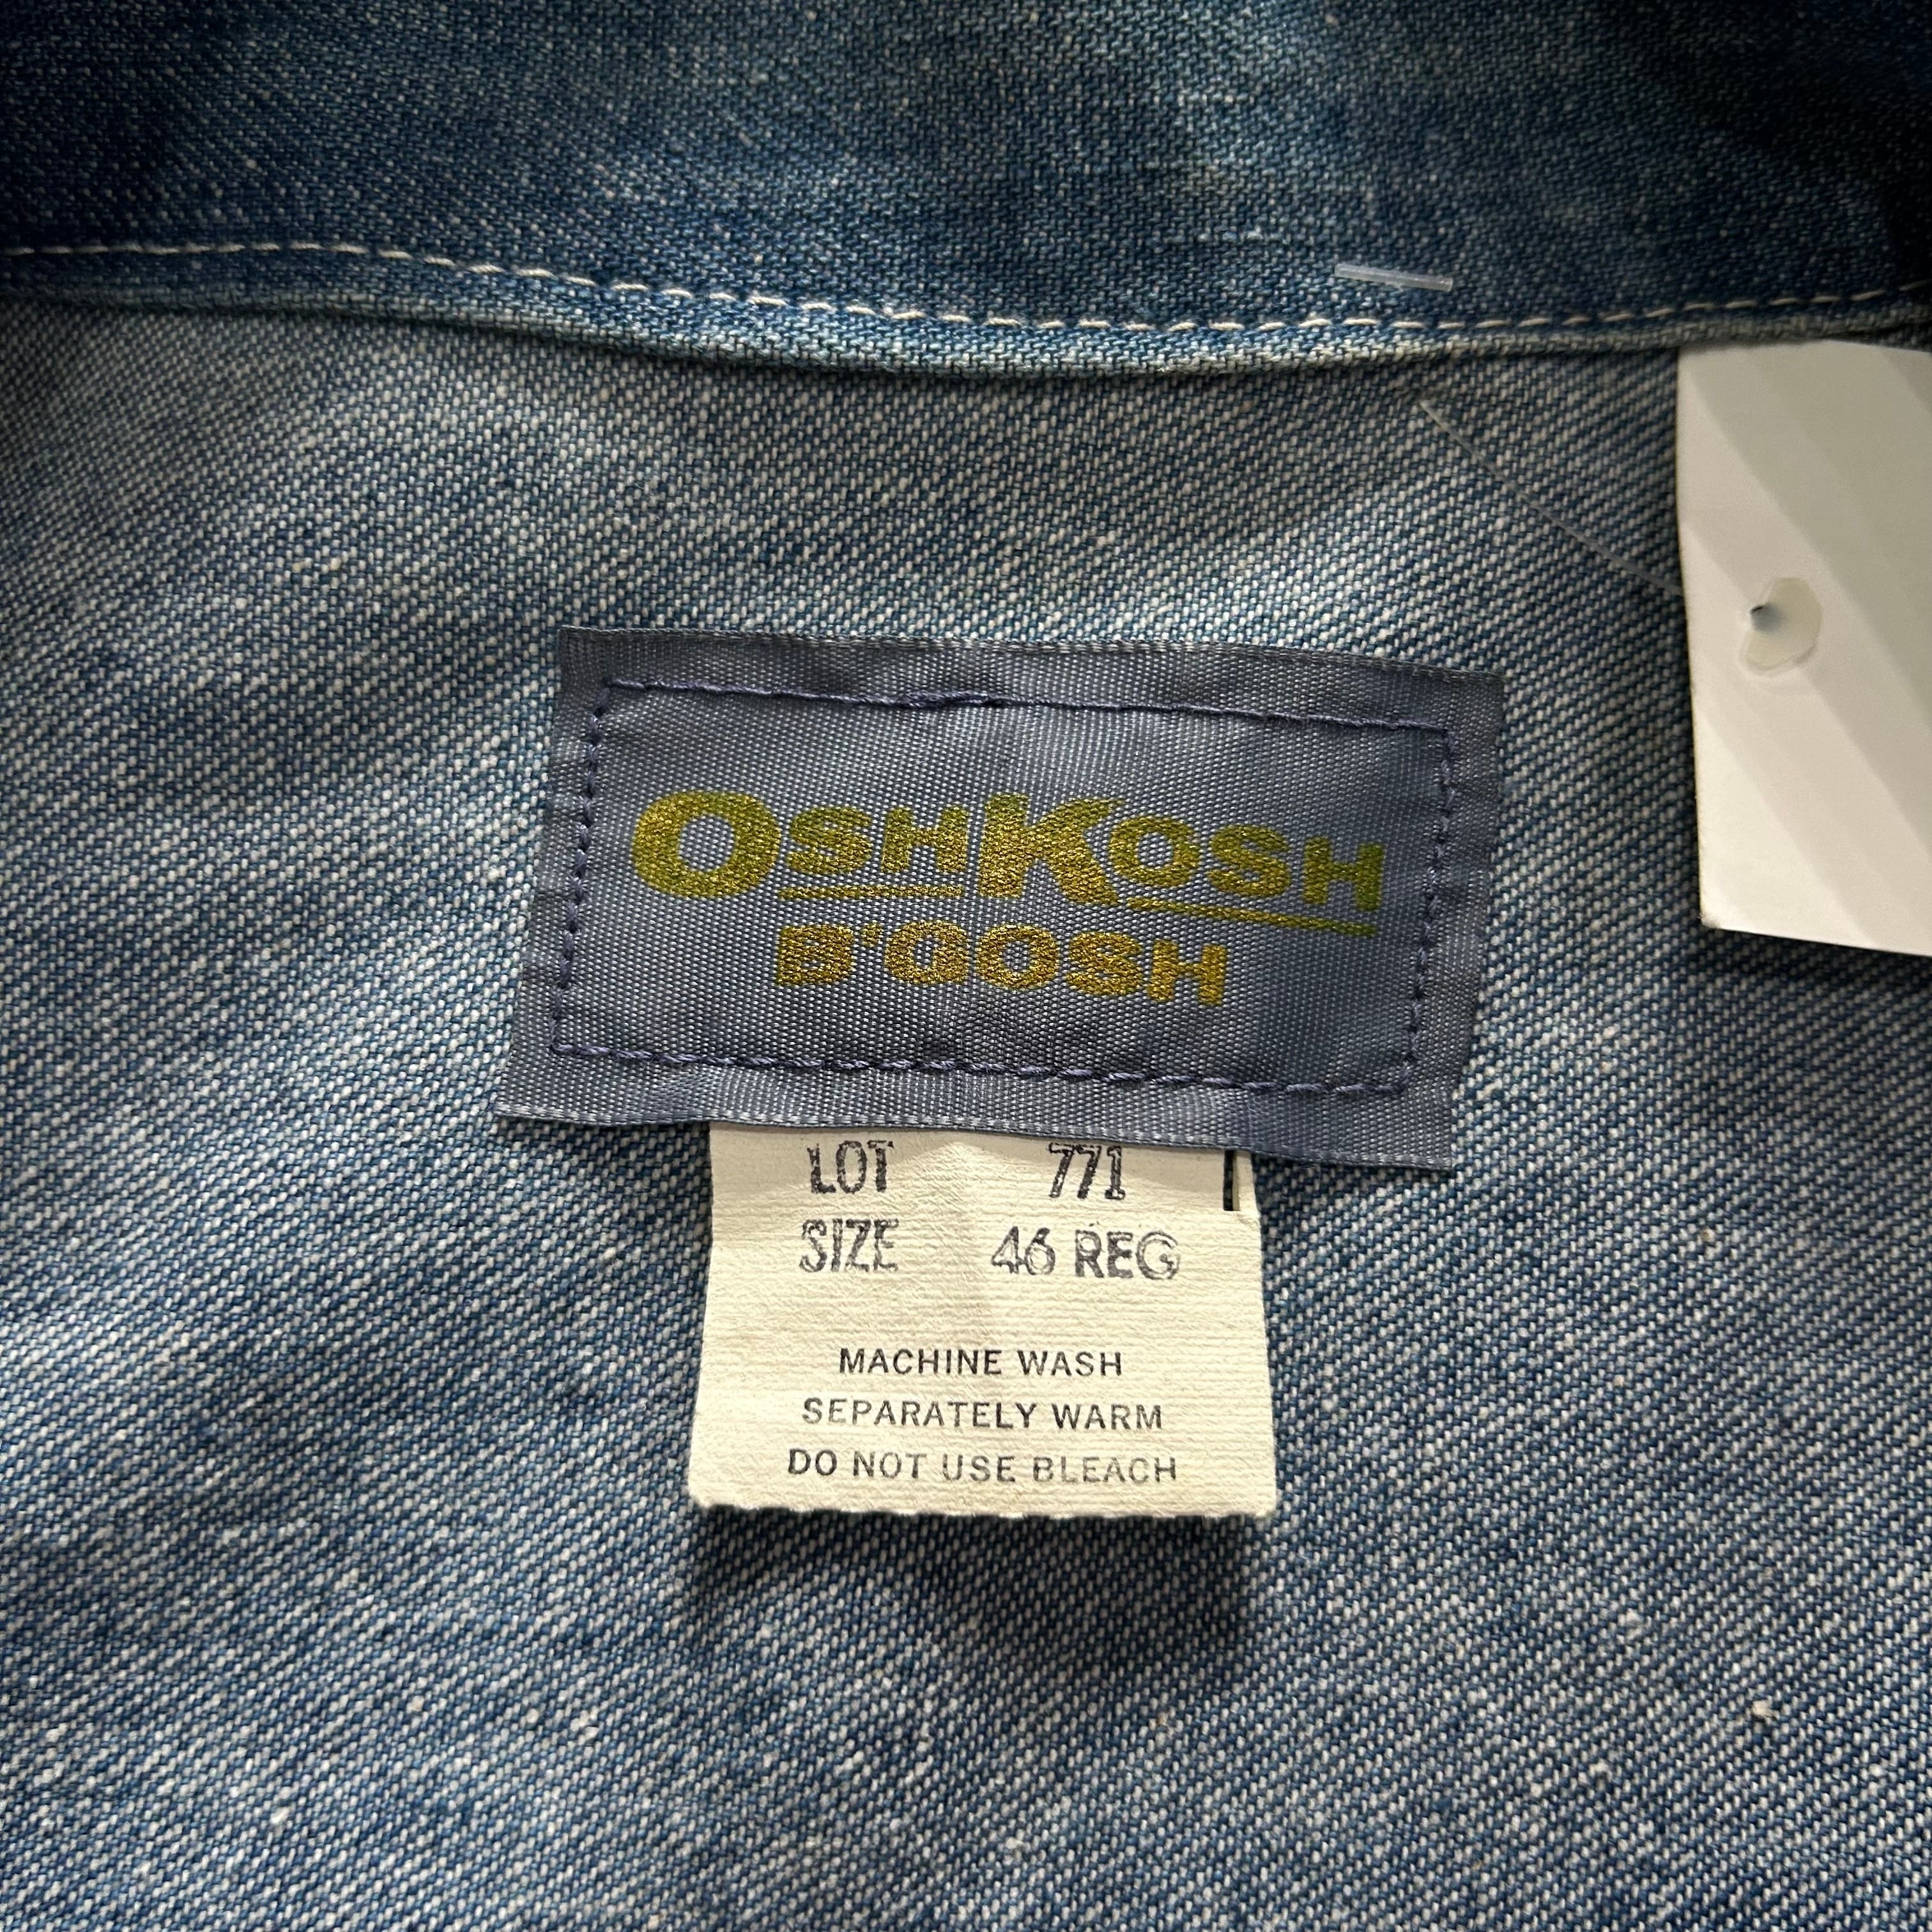 OSHKOSH
B'GOSH
LOT 771
SIZE 46 REG
MACHINE WASH
SEPARATELY WARM
DO NOT USE BLEACH